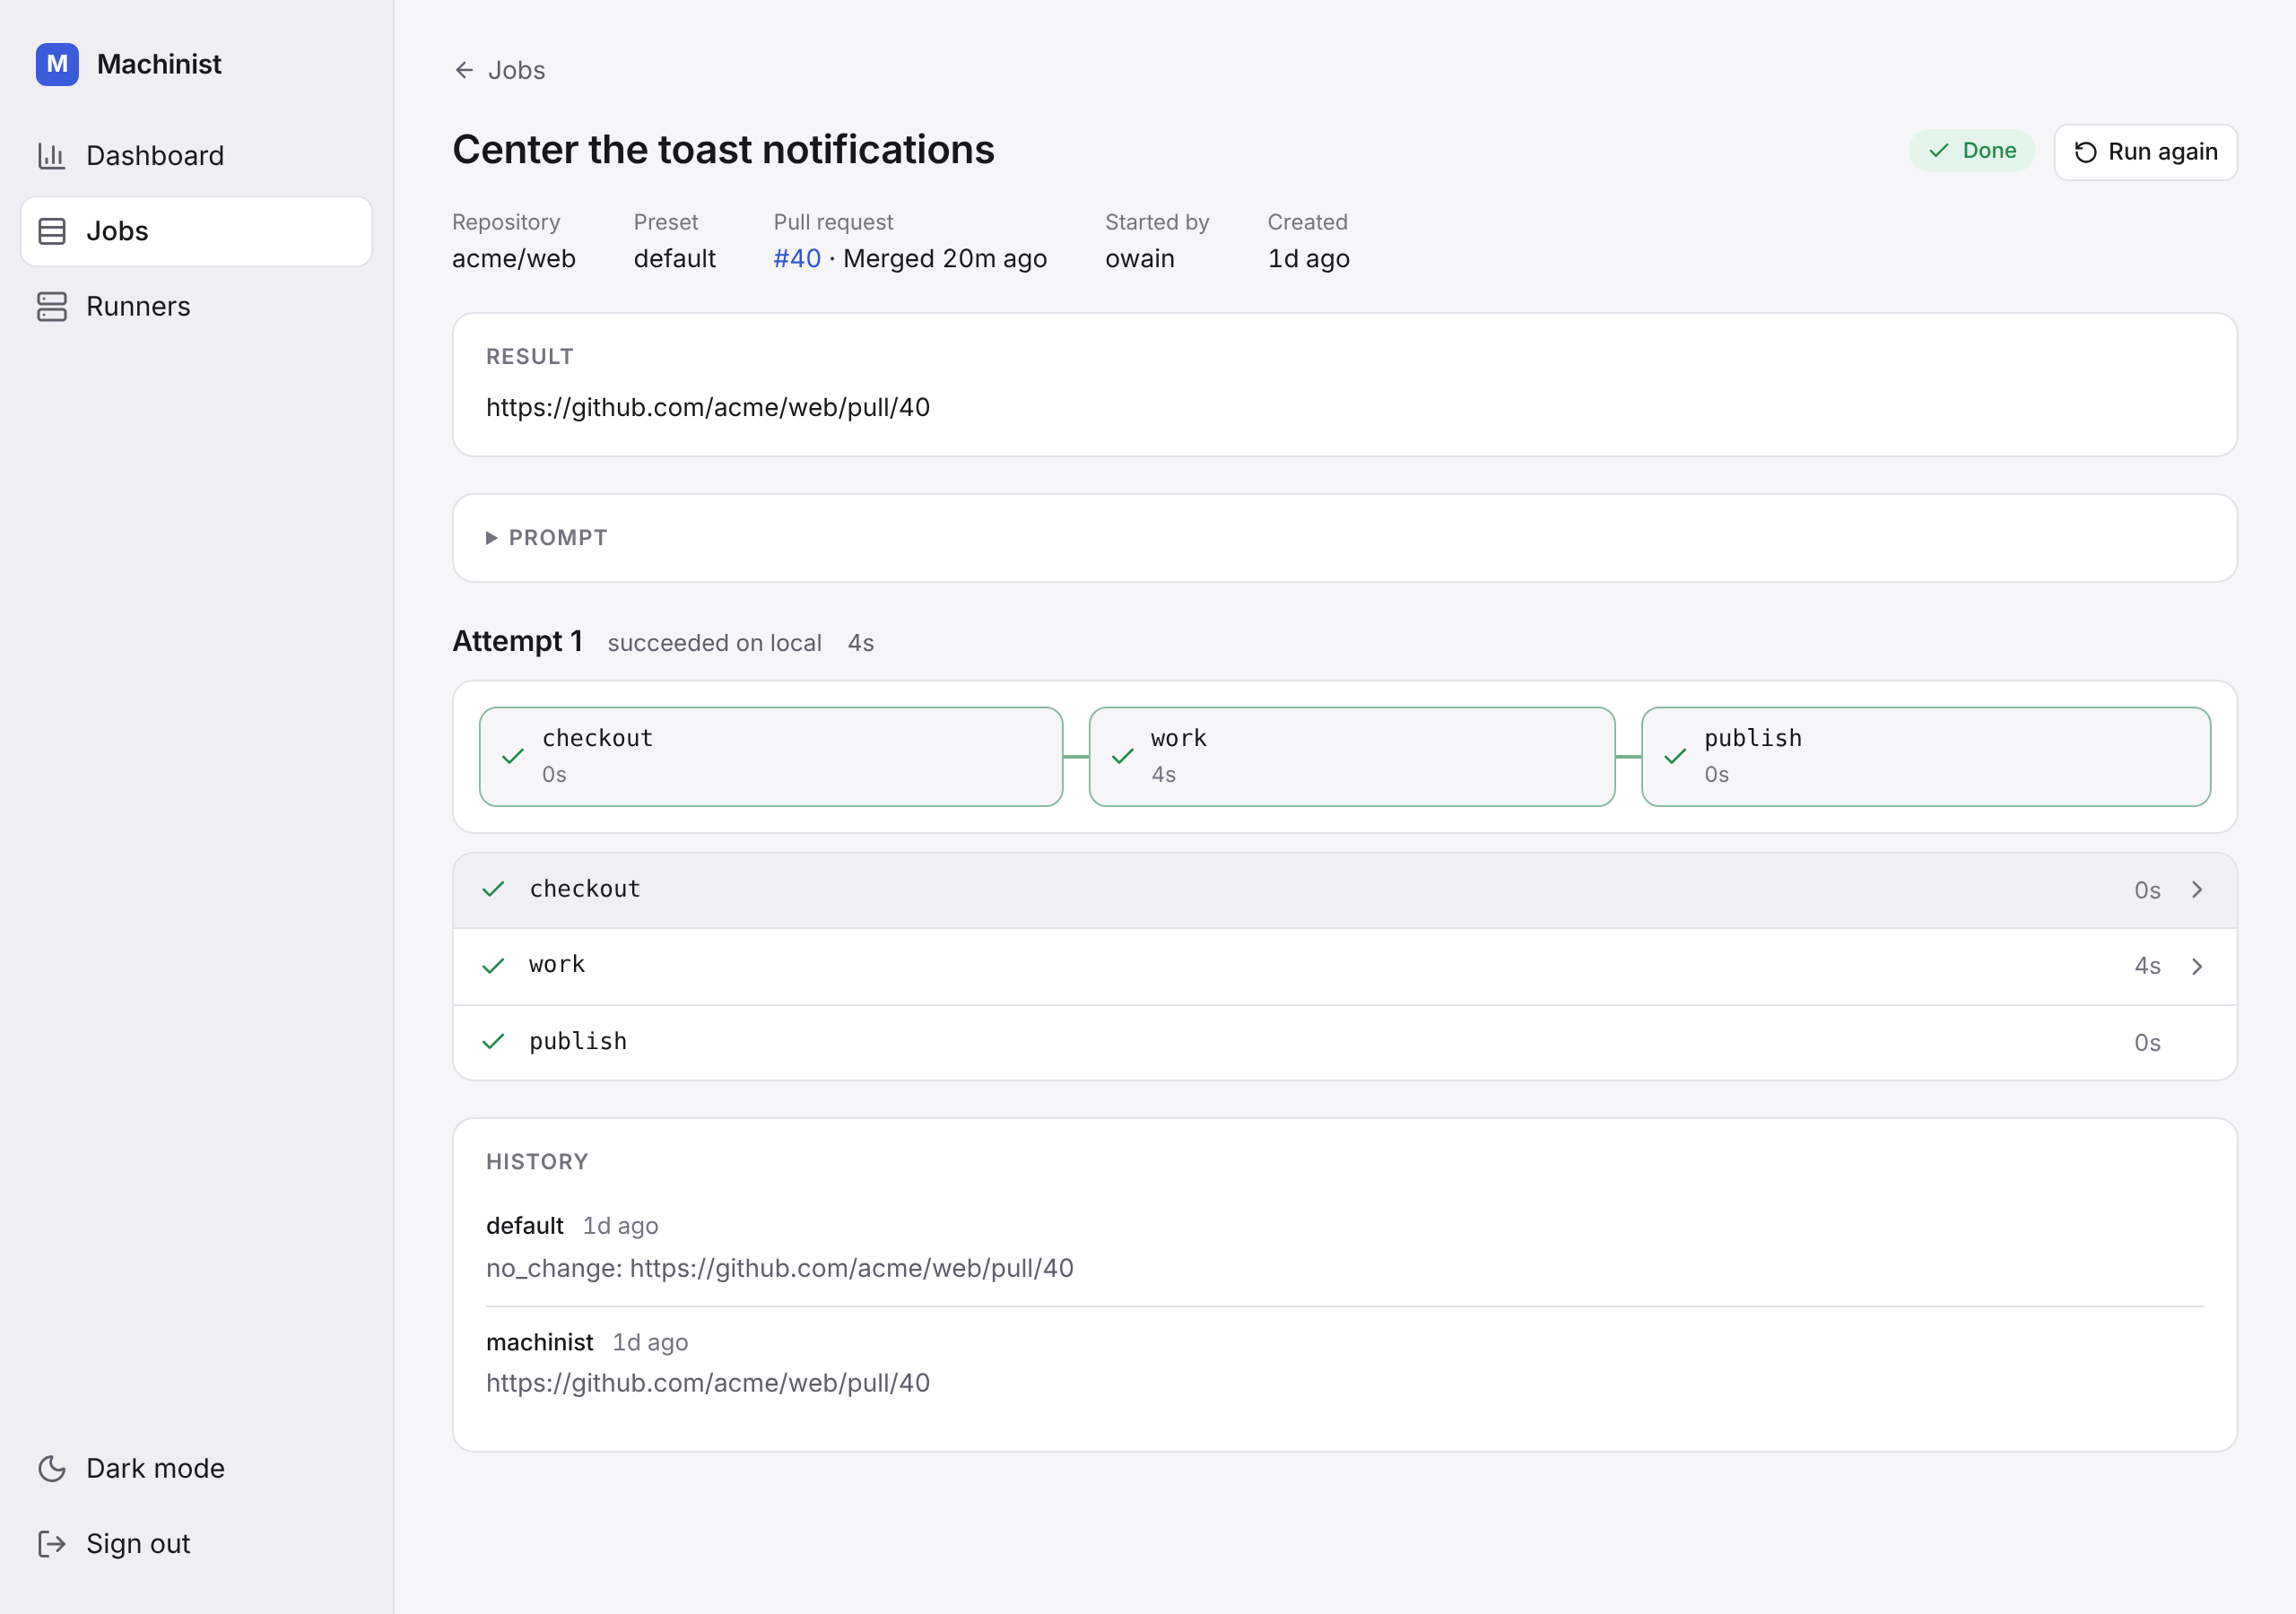 M Machinist
Dashboard
Jobs
Runners
Dark mode
Sign out
Jobs
Center the toast notifications
Done
Run again
Repository
acme/web
Preset
default
Pull request
#40 · Merged 20m ago
Started by
owain
Created
1d ago
RESULT
https://github.com/acme/web/pull/40
PROMPT
Attempt 1 succeeded on local 4s
checkout
0s
work
4s
publish
0s
checkout 0s
work 4s
publish 0s
HISTORY
default 1d ago
no_change: https://github.com/acme/web/pull/40
machinist 1d ago
https://github.com/acme/web/pull/40